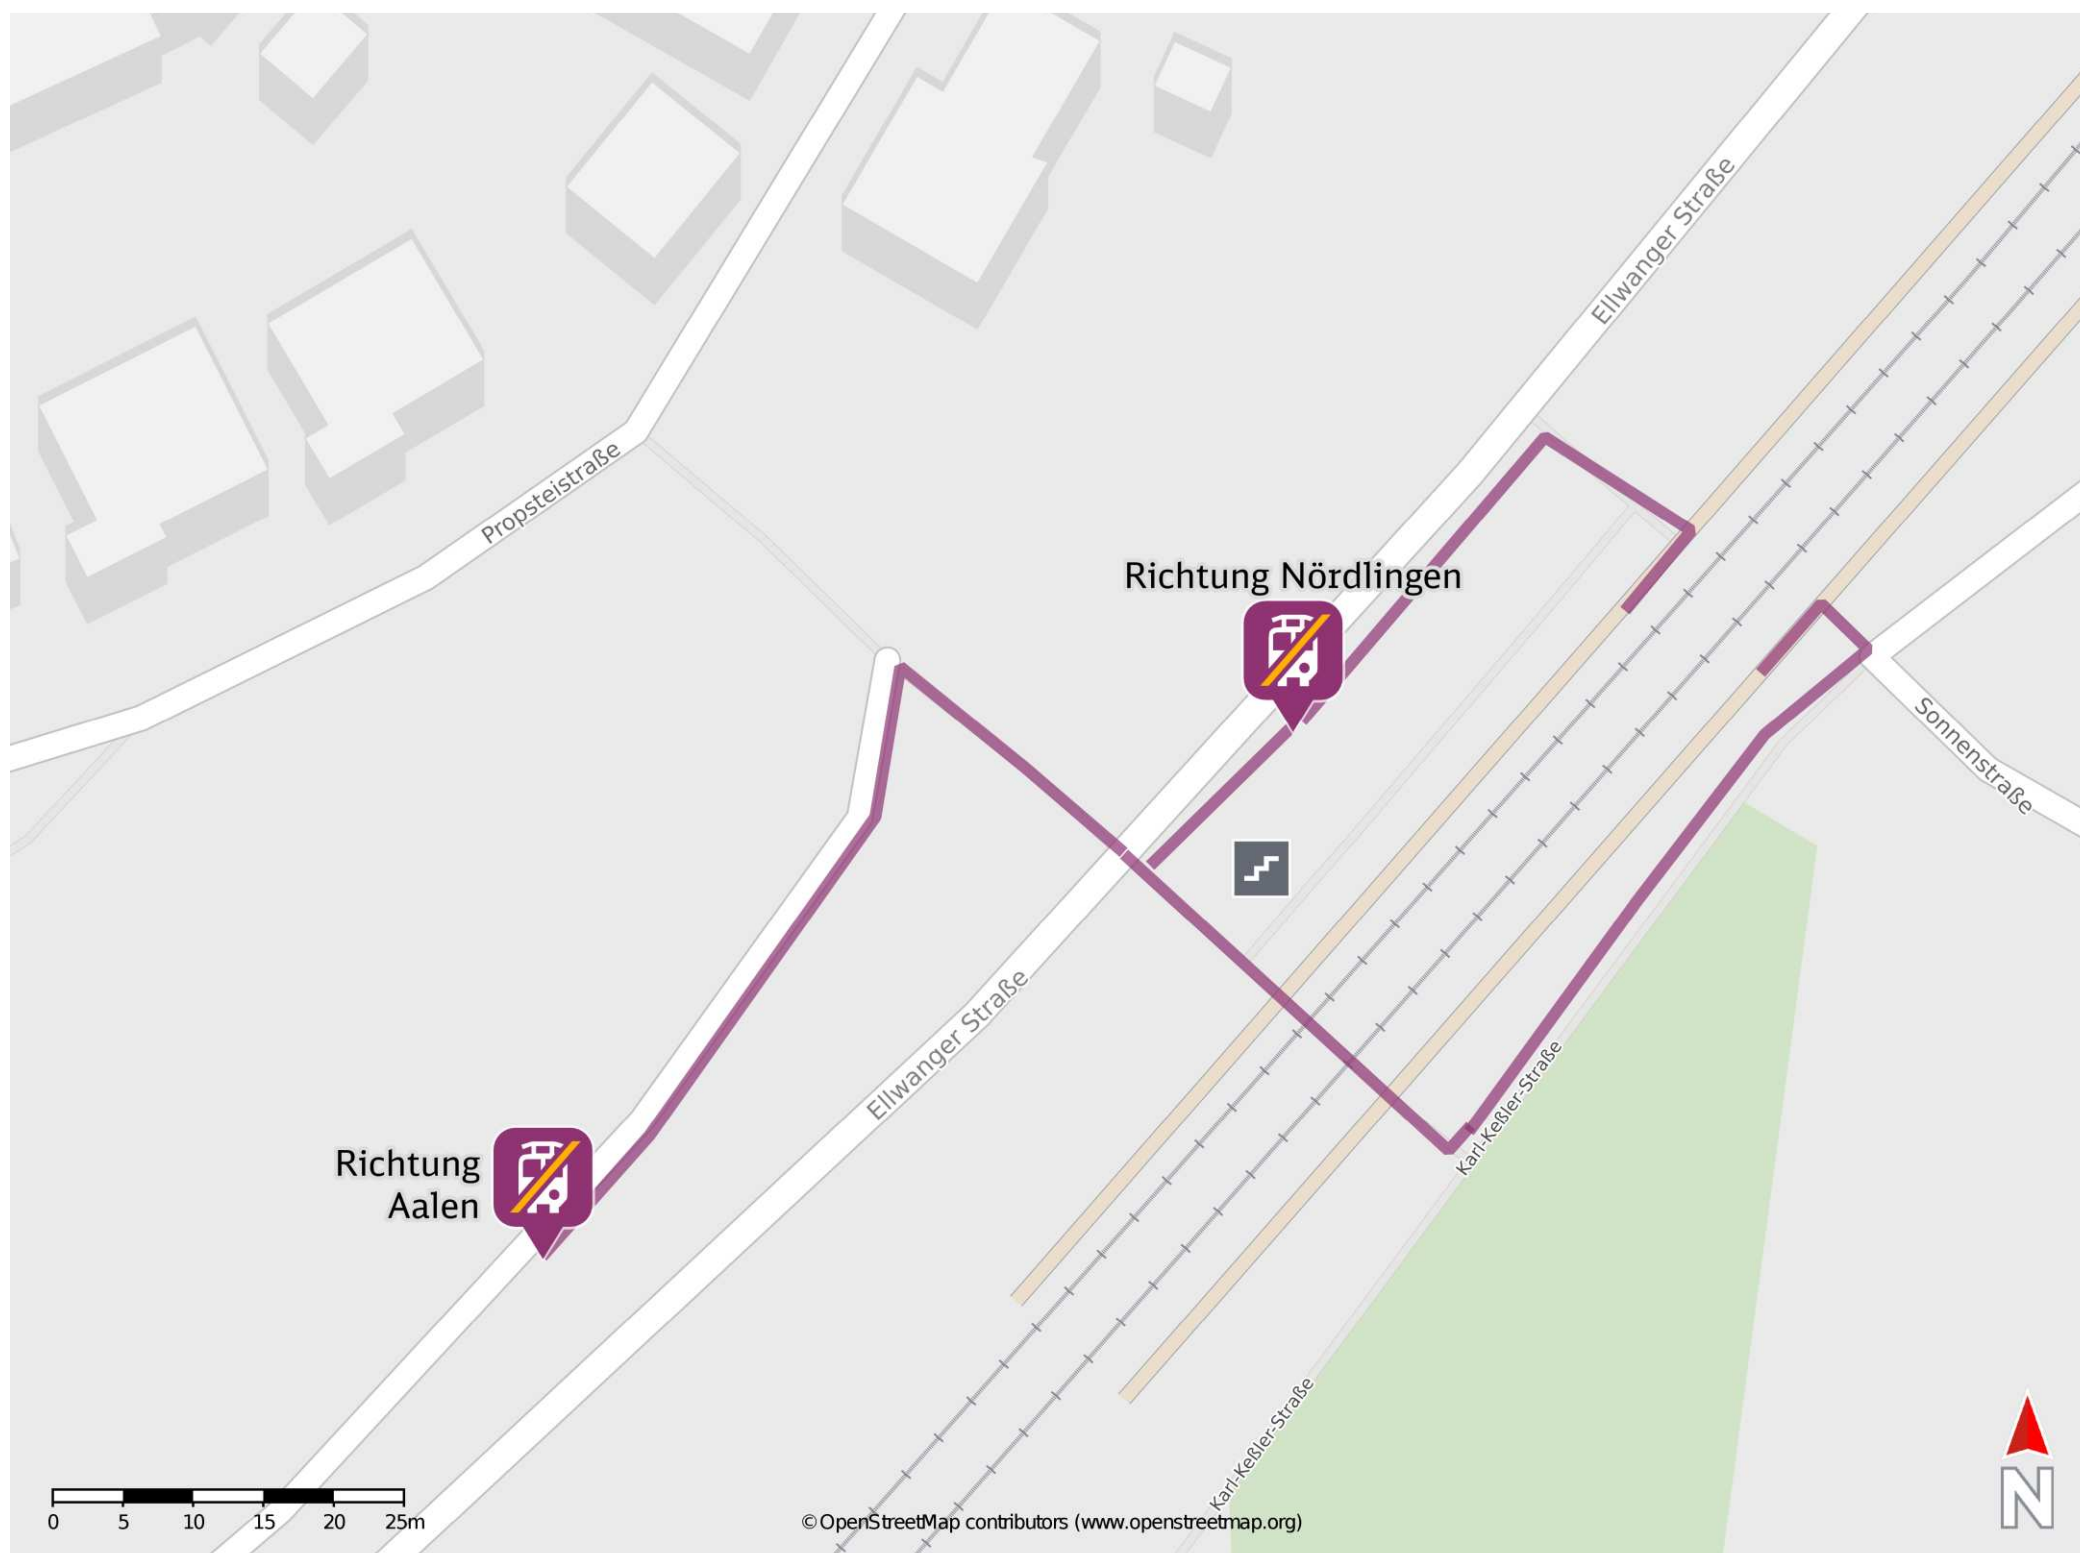 Ellwanger Straße
Propsteistraße
Richtung Nördlingen
Sonnenstraße
Ellwanger Straße
Karl-Keßler-Straße
Richtung
Aalen
Karl-Keßler-Straße
0 5 10 15 20 25m
© OpenStreetMap contributors (www.openstreetmap.org)
N